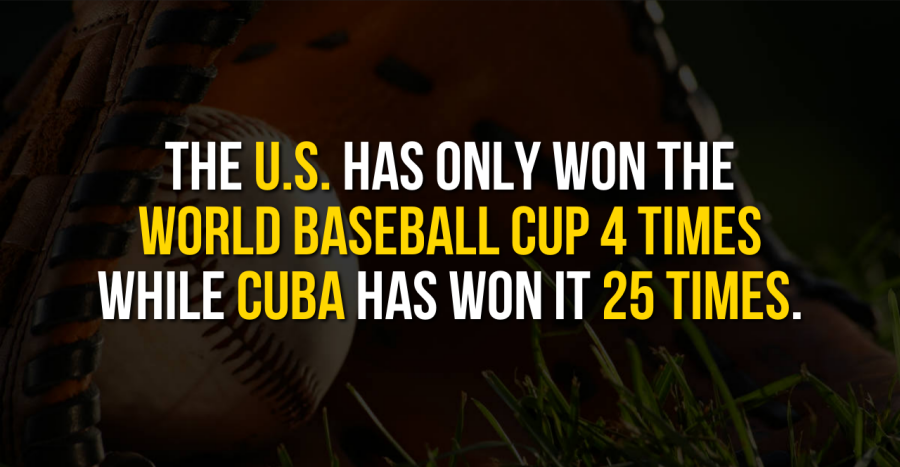 THE U.S. HAS ONLY WON THE
WORLD BASEBALL CUP 4 TIMES
WHILE CUBA HAS WON IT 25 TIMES.